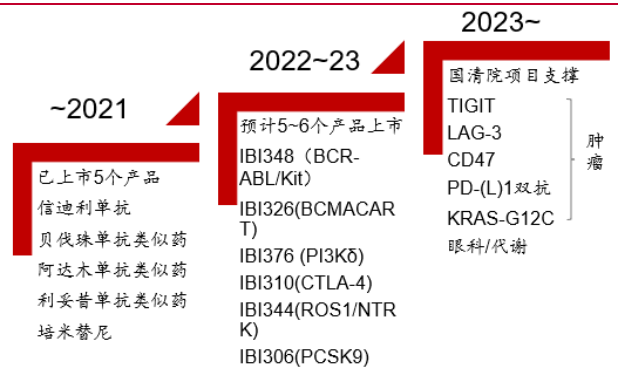 ~2021
已上市5个产品
信迪利单抗
贝伐珠单抗类似药
阿达木单抗类似药
利妥昔单抗类似药
培米替尼
2022~23
预计5~6个产品上市
IBI348（BCR-
ABL/Kit）
IBI326(BCMACAR
T)
IBI376 (PI3Kδ)
IBI310(CTLA-4)
IBI344(ROS1/NTR
K)
IBI306(PCSK9)
2023~
国清院项目支撑
TIGIT
LAG-3
CD47
PD-(L)1双抗
KRAS-G12C
肿
瘤
眼科/代谢